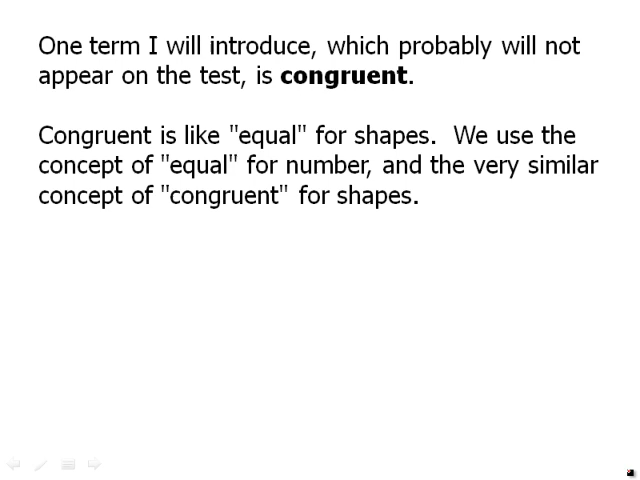 One term I will introduce, which probably will not
appear on the test, is congruent.
Congruent is like "equal" for shapes.  We use the
concept of "equal" for number, and the very similar
concept of "congruent"  for shapes.